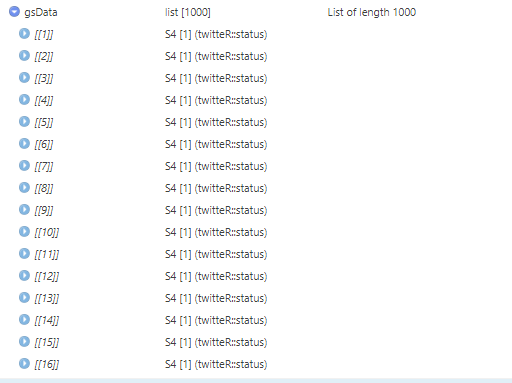 gsData list [1000] List of length 1000
[[1]] S4 [1] (twitteR::status)
[[2]] S4 [1] (twitteR::status)
[[3]] S4 [1] (twitteR::status)
[[4]] S4 [1] (twitteR::status)
[[5]] S4 [1] (twitteR::status)
[[6]] S4 [1] (twitteR::status)
[[7]] S4 [1] (twitteR::status)
[[8]] S4 [1] (twitteR::status)
[[9]] S4 [1] (twitteR::status)
[[10]] S4 [1] (twitteR::status)
[[11]] S4 [1] (twitteR::status)
[[12]] S4 [1] (twitteR::status)
[[13]] S4 [1] (twitteR::status)
[[14]] S4 [1] (twitteR::status)
[[15]] S4 [1] (twitteR::status)
[[16]] S4 [1] (twitteR::status)